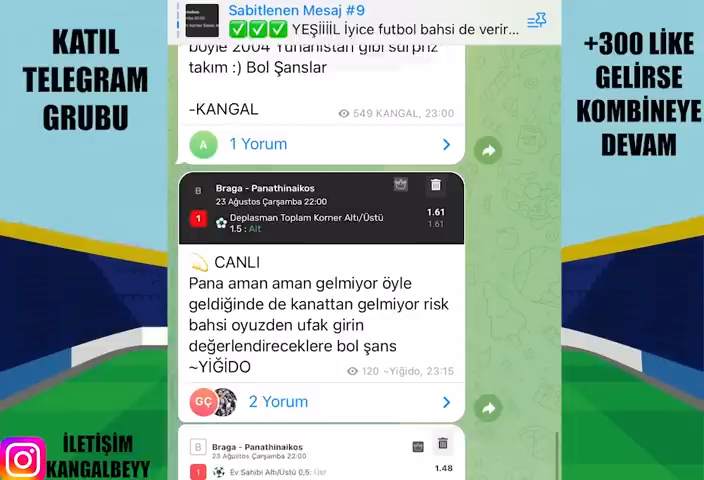 KATIL
TELEGRAM
GRUBU
Sabitlenen Mesaj #9
✅✅✅ YEŞİİİİL İyice futbol bahsi de verir...
böyle 2004 Yunanistan gibi sürpriz
takım :) Bol Şanslar
-KANGAL
549 KANGAL, 23:00
A
1 Yorum
+300 LİKE
GELİRSE
KOMBİNEYE
DEVAM
B
Braga - Panathinaikos
23 Ağustos Çarşamba 22:00
1
Deplasman Toplam Korner Altı/Üstü
1.5 : Alt
1.61
1.61
💫 CANLI
Pana aman aman gelmiyor öyle
geldiğinde de kanattan gelmiyor risk
bahsi oyuzden ufak girin
değerlendireceklere bol şans
~YİĞİDO
120 ~Yiğido, 23:15
GÇ
2 Yorum
B
Braga - Panathinaikos
23 Ağustos Çarşamba 22:00
1
Ev Sahibi Altı/Üstü 0,5: Üst
1.48
İLETİŞİM
KANGALBEYY